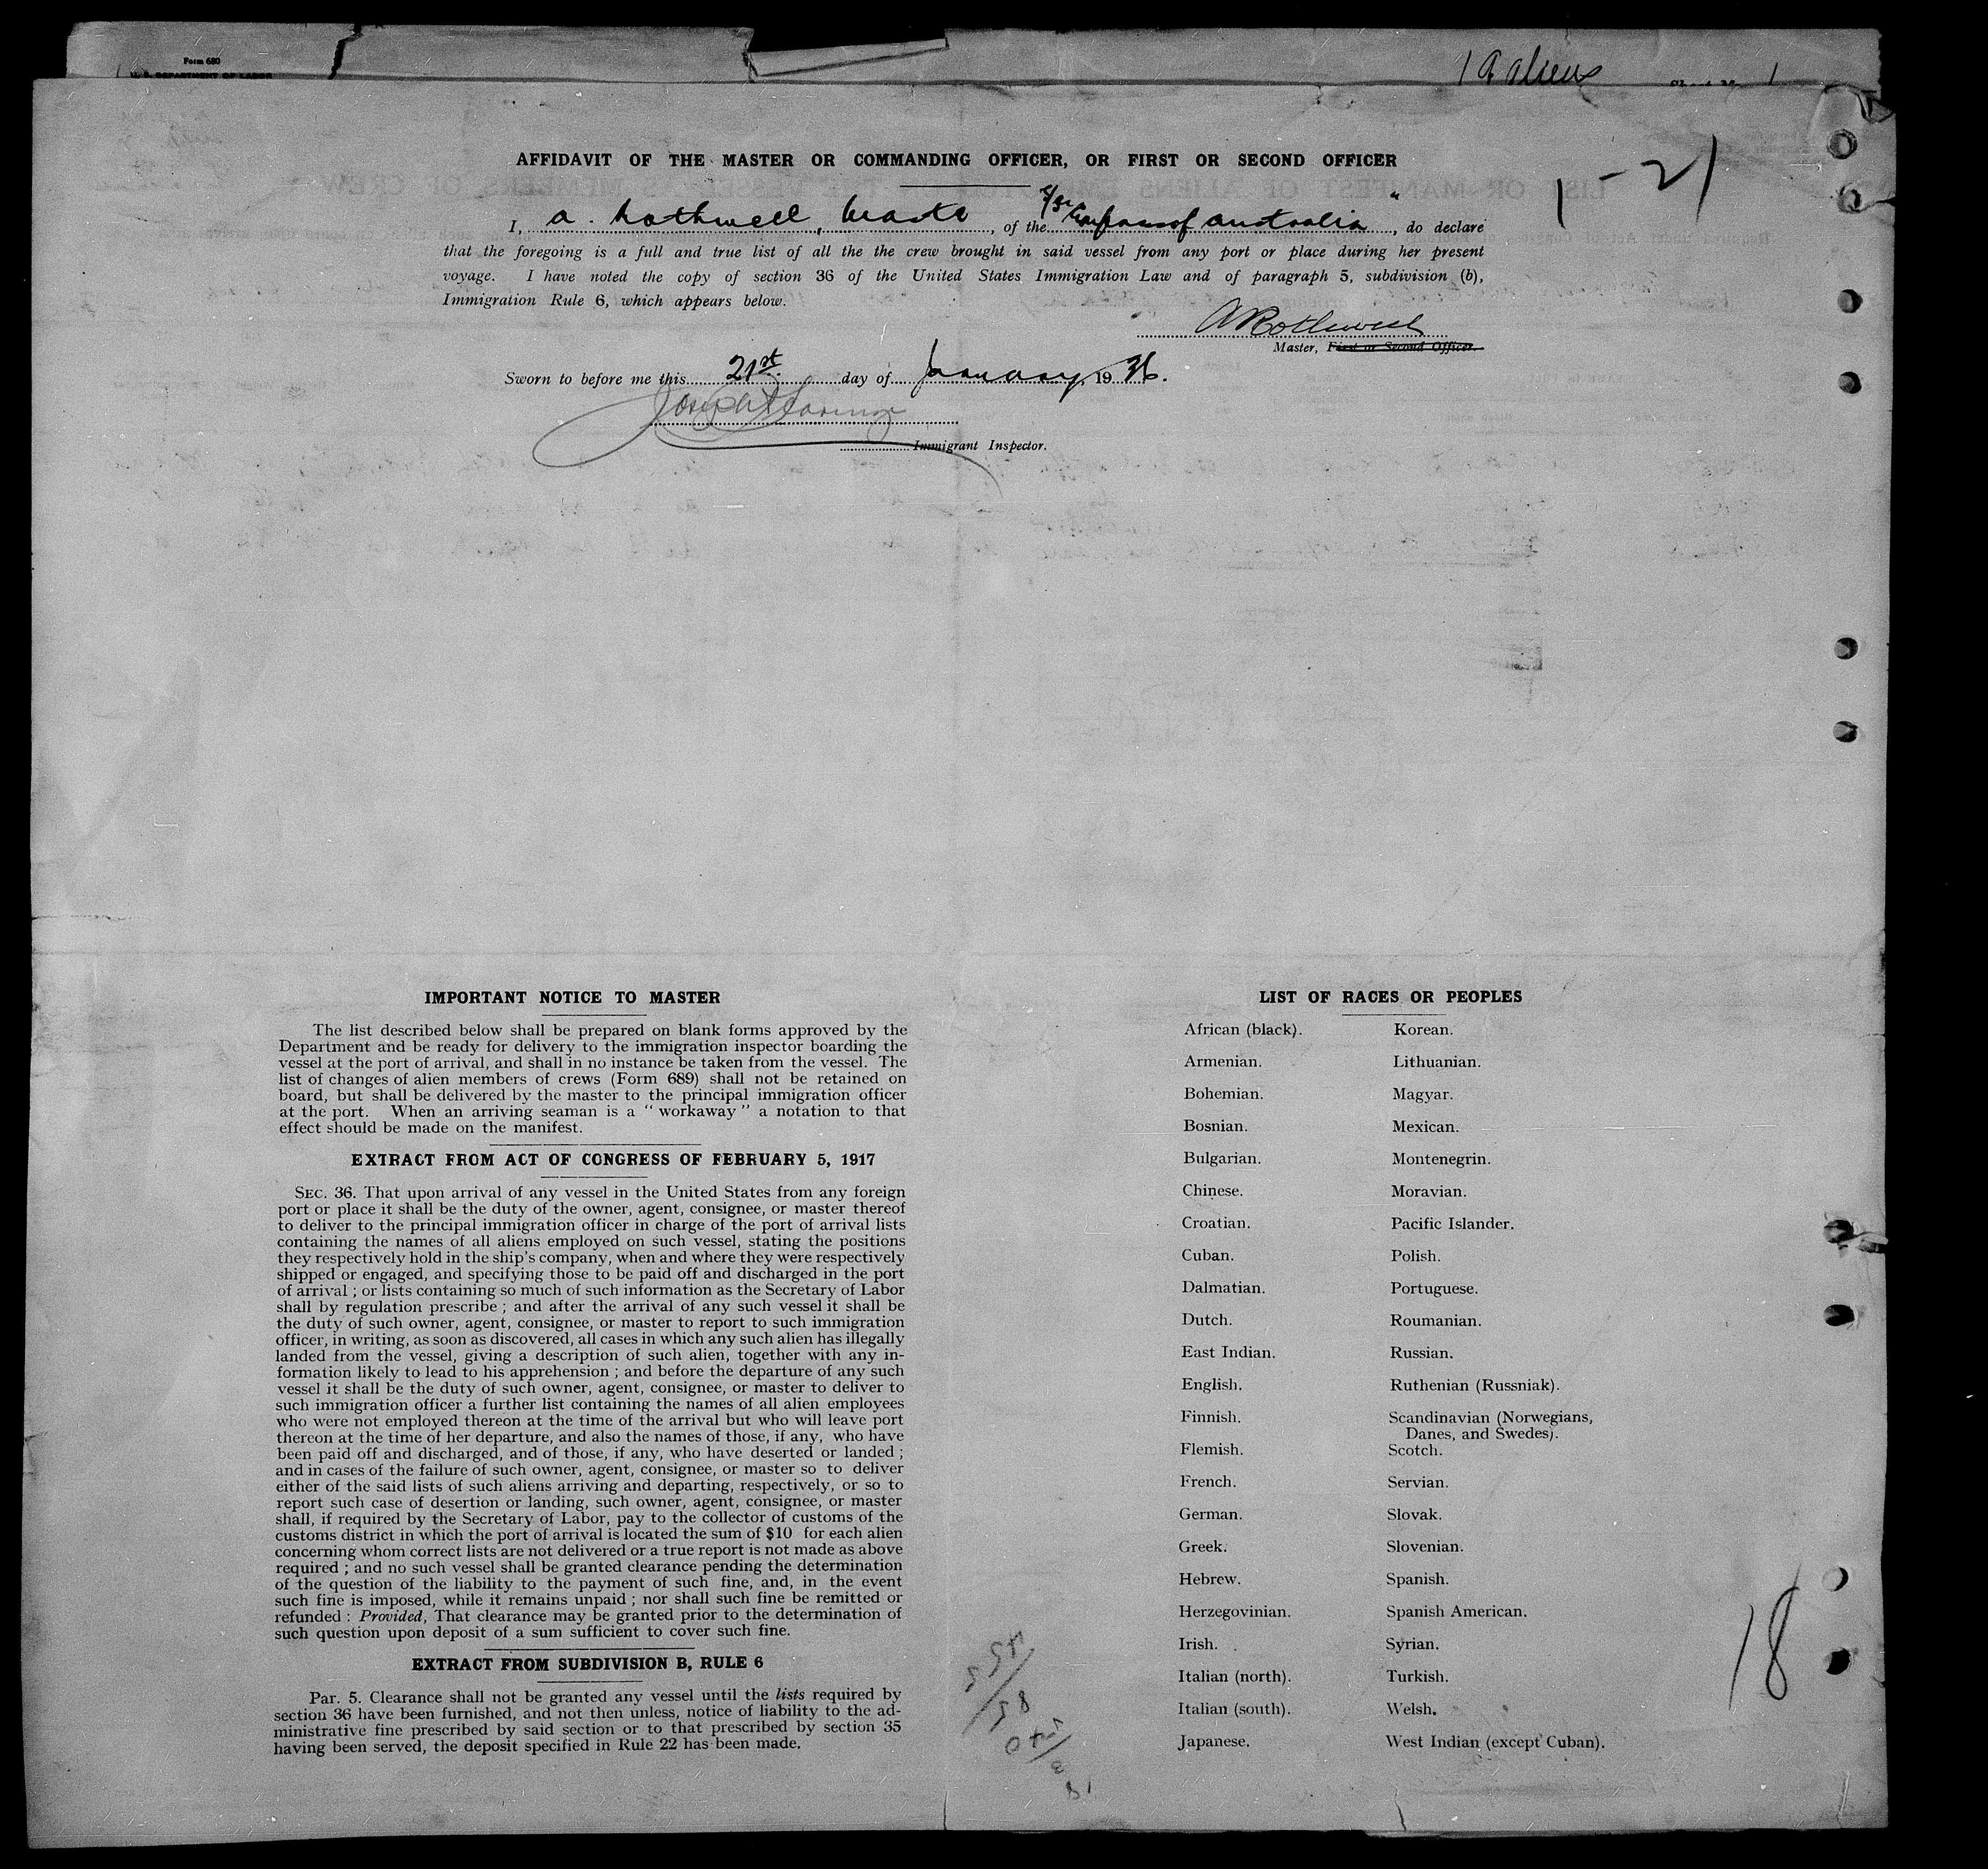 Form 680
U. S. DEPARTMENT OF LABOR
19 aliens
1
1-21
AFFIDAVIT OF THE MASTER OR COMMANDING OFFICER, OR FIRST OR SECOND OFFICER
I, A. Rothwell, Master, of the S/S "Empress of Australia", do declare
that the foregoing is a full and true list of all the the crew brought in said vessel from any port or place during her present
voyage. I have noted the copy of section 36 of the United States Immigration Law and of paragraph 5, subdivision (b),
Immigration Rule 6, which appears below.
A Rothwell
Master, First or Second Officer.
Sworn to before me this 21st day of January, 1936.
Immigrant Inspector.
IMPORTANT NOTICE TO MASTER
The list described below shall be prepared on blank forms approved by the
Department and be ready for delivery to the immigration inspector boarding the
vessel at the port of arrival, and shall in no instance be taken from the vessel. The
list of changes of alien members of crews (Form 689) shall not be retained on
board, but shall be delivered by the master to the principal immigration officer
at the port. When an arriving seaman is a "workaway" a notation to that
effect should be made on the manifest.
EXTRACT FROM ACT OF CONGRESS OF FEBRUARY 5, 1917
SEC. 36. That upon arrival of any vessel in the United States from any foreign
port or place it shall be the duty of the owner, agent, consignee, or master thereof
to deliver to the principal immigration officer in charge of the port of arrival lists
containing the names of all aliens employed on such vessel, stating the positions
they respectively hold in the ship's company, when and where they were respectively
shipped or engaged, and specifying those to be paid off and discharged in the port
of arrival; or lists containing so much of such information as the Secretary of Labor
shall by regulation prescribe; and after the arrival of any such vessel it shall be
the duty of such owner, agent, consignee, or master to report to such immigration
officer, in writing, as soon as discovered, all cases in which any such alien has illegally
landed from the vessel, giving a description of such alien, together with any in-
formation likely to lead to his apprehension; and before the departure of any such
vessel it shall be the duty of such owner, agent, consignee, or master to deliver to
such immigration officer a further list containing the names of all alien employees
who were not employed thereon at the time of the arrival but who will leave port
thereon at the time of her departure, and also the names of those, if any, who have
been paid off and discharged, and of those, if any, who have deserted or landed;
and in cases of the failure of such owner, agent, consignee, or master so to deliver
either of the said lists of such aliens arriving and departing, respectively, or so to
report such case of desertion or landing, such owner, agent, consignee, or master
shall, if required by the Secretary of Labor, pay to the collector of customs of the
customs district in which the port of arrival is located the sum of $10 for each alien
concerning whom correct lists are not delivered or a true report is not made as above
required; and no such vessel shall be granted clearance pending the determination
of the question of the liability to the payment of such fine, and, in the event
such fine is imposed, while it remains unpaid; nor shall such fine be remitted or
refunded: Provided, That clearance may be granted prior to the determination of
such question upon deposit of a sum sufficient to cover such fine.
EXTRACT FROM SUBDIVISION B, RULE 6
Par. 5. Clearance shall not be granted any vessel until the lists required by
section 36 have been furnished, and not then unless, notice of liability to the ad-
ministrative fine prescribed by said section or to that prescribed by section 35
having been served, the deposit specified in Rule 22 has been made.
LIST OF RACES OR PEOPLES
African (black). Korean.
Armenian. Lithuanian.
Bohemian. Magyar.
Bosnian. Mexican.
Bulgarian. Montenegrin.
Chinese. Moravian.
Croatian. Pacific Islander.
Cuban. Polish.
Dalmatian. Portuguese.
Dutch. Roumanian.
East Indian. Russian.
English. Ruthenian (Russniak).
Finnish. Scandinavian (Norwegians,
Danes, and Swedes).
Flemish. Scotch.
French. Servian.
German. Slovak.
Greek. Slovenian.
Hebrew. Spanish.
Herzegovinian. Spanish American.
Irish. Syrian.
Italian (north). Turkish.
Italian (south). Welsh.
Japanese. West Indian (except Cuban).
18